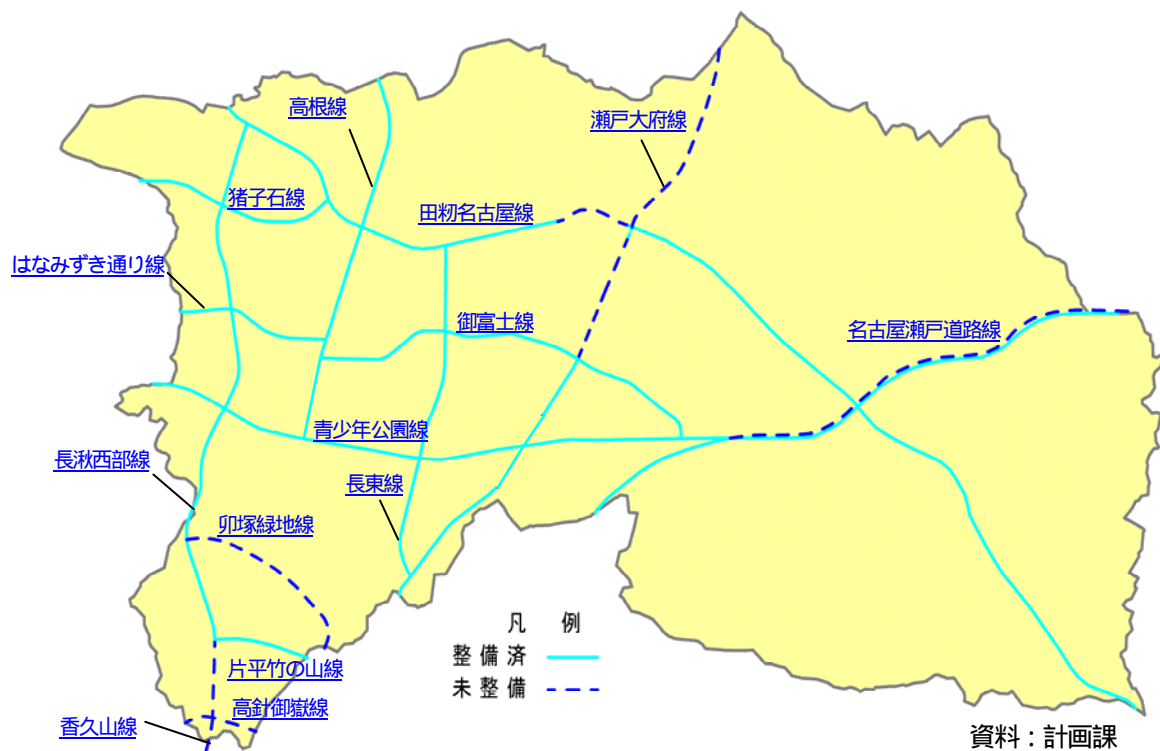 高根線
瀬戸大府線
猪子石線
田籾名古屋線
はなみずき通り線
御富士線
名古屋瀬戸道路線
青少年公園線
長湫西部線
長東線
卯塚緑地線
凡 例
整備済
未整備
片平竹の山線
高針御嶽線
香久山線
資料：計画課